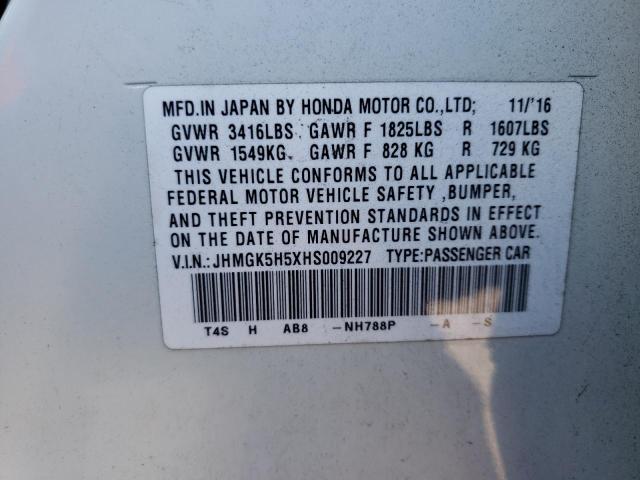 MFD.IN JAPAN BY HONDA MOTOR CO.,LTD; 11/'16
GVWR 3416LBS GAWR F 1825LBS R 1607LBS
GVWR 1549KG GAWR F 828 KG R 729 KG
THIS VEHICLE CONFORMS TO ALL APPLICABLE
FEDERAL MOTOR VEHICLE SAFETY ,BUMPER,
AND THEFT PREVENTION STANDARDS IN EFFECT
ON THE DATE OF MANUFACTURE SHOWN ABOVE.
V.I.N.:JHMGK5H5XHS009227 TYPE:PASSENGER CAR
T4S H AB8 -NH788P -A -S